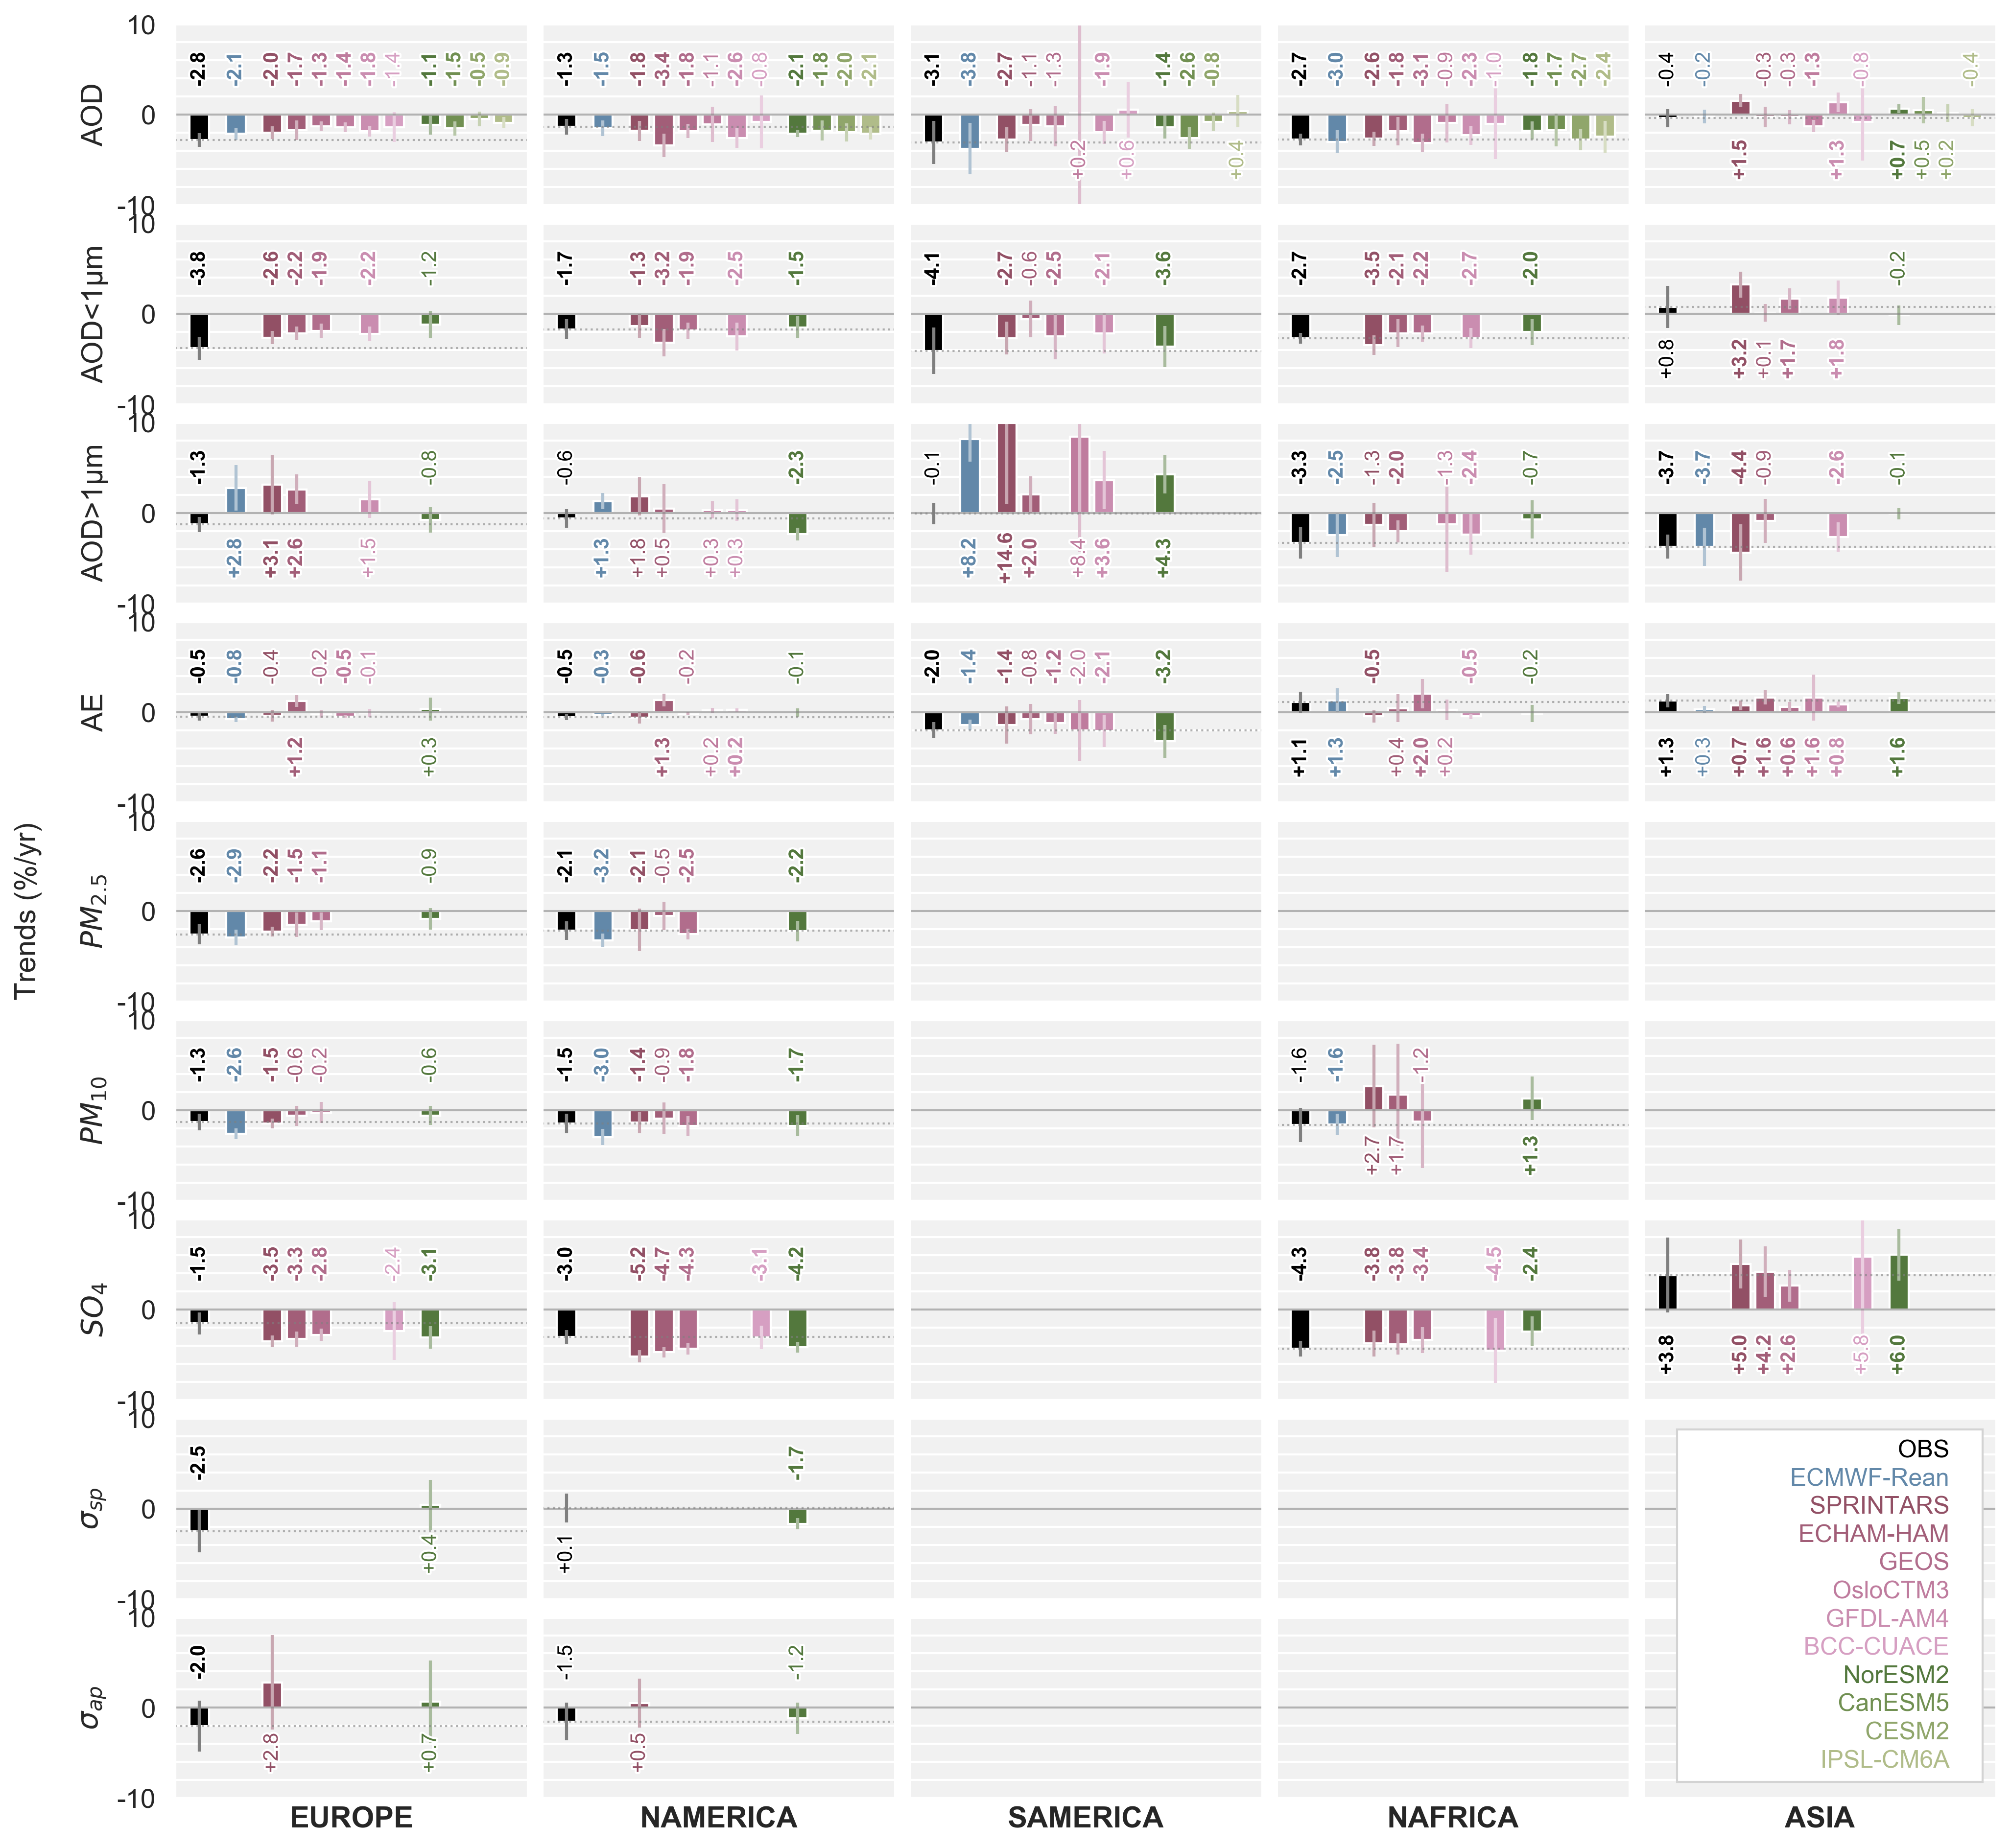 Trends (%/yr)
AOD
10
0
-10
-2.8 -2.1 -2.0 -1.7 -1.3 -1.4 -1.8 -1.4 -1.1 -1.5 -0.5 -0.9
-1.3 -1.5 -1.8 -3.4 -1.8 -1.1 -2.6 -0.8 -2.1 -1.8 -2.0 -2.1
-3.1 -3.8 -2.7 -1.1 -1.3 +0.2 -1.9 +0.6 -1.4 -2.6 -0.8 +0.4
-2.7 -3.0 -2.6 -1.8 -3.1 -0.9 -2.3 -1.0 -1.8 -1.7 -2.7 -2.4
-0.4 -0.2 +1.5 -0.3 -0.3 -1.3 +1.3 -0.8 +0.7 +0.5 +0.2 -0.4
AOD<1μm
10
0
-10
-3.8 -2.6 -2.2 -1.9 -2.2 -1.2
-1.7 -1.3 -3.2 -1.9 -2.5 -1.5
-4.1 -2.7 -0.6 -2.5 -2.1 -3.6
-2.7 -3.5 -2.1 -2.2 -2.7 -2.0
+0.8 +3.2 +0.1 +1.7 +1.8 -0.2
AOD>1μm
10
0
-10
-1.3 +2.8 +3.1 +2.6 +1.5 -0.8
-0.6 +1.3 +1.8 +0.5 +0.3 +0.3 -2.3
-0.1 +8.2 +14.6 +2.0 +8.4 +3.6 +4.3
-3.3 -2.5 -1.3 -2.0 -1.3 -2.4 -0.7
-3.7 -3.7 -4.4 -0.9 -2.6 -0.1
AE
10
0
-10
-0.5 -0.8 -0.4 +1.2 -0.2 -0.5 -0.1 +0.3
-0.5 -0.3 -0.6 +1.3 -0.2 +0.2 +0.2 -0.1
-2.0 -1.4 -1.4 -0.8 -1.2 -2.0 -2.1 -3.2
+1.1 +1.3 -0.5 +0.4 +2.0 +0.2 -0.5 -0.2
+1.3 +0.3 +0.7 +1.6 +0.6 +1.6 +0.8 +1.6
PM2.5
10
0
-10
-2.6 -2.9 -2.2 -1.5 -1.1 -0.9
-2.1 -3.2 -2.1 -0.5 -2.5 -2.2
PM10
10
0
-10
-1.3 -2.6 -1.5 -0.6 -0.2 -0.6
-1.5 -3.0 -1.4 -0.9 -1.8 -1.7
-1.6 -1.6 +2.7 +1.7 -1.2 +1.3
SO4
10
0
-10
-1.5 -3.5 -3.3 -2.8 -2.4 -3.1
-3.0 -5.2 -4.7 -4.3 -3.1 -4.2
-4.3 -3.8 -3.8 -3.4 -4.5 -2.4
+3.8 +5.0 +4.2 +2.6 +5.8 +6.0
σsp
10
0
-10
-2.5 +0.4
+0.1 -1.7
σap
10
0
-10
-2.0 +2.8 +0.7
-1.5 +0.5 -1.2
OBS
ECMWF-Rean
SPRINTARS
ECHAM-HAM
GEOS
OsloCTM3
GFDL-AM4
BCC-CUACE
NorESM2
CanESM5
CESM2
IPSL-CM6A
EUROPE NAMERICA SAMERICA NAFRICA ASIA